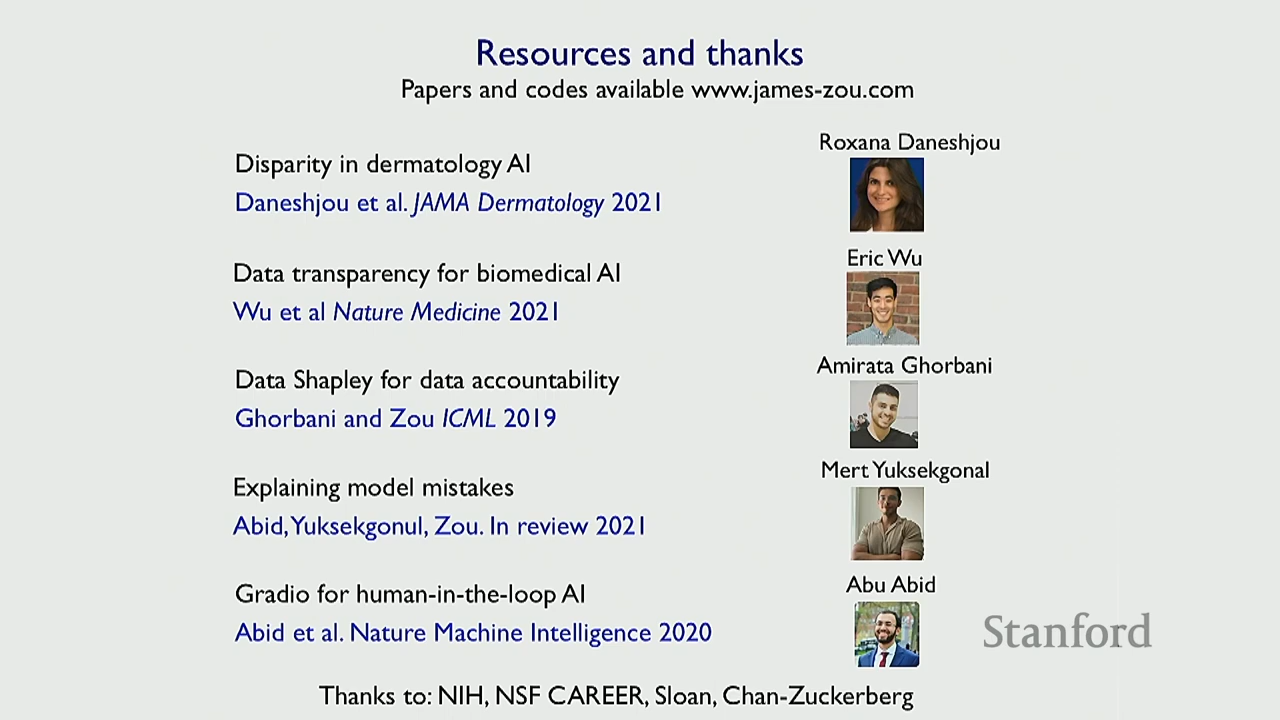 Resources and thanks
Papers and codes available www.james-zou.com
Disparity in dermatology AI
Daneshjou et al. JAMA Dermatology 2021
Roxana Daneshjou
Data transparency for biomedical AI
Wu et al Nature Medicine 2021
Eric Wu
Data Shapley for data accountability
Ghorbani and Zou ICML 2019
Amirata Ghorbani
Explaining model mistakes
Abid, Yuksekgonul, Zou. In review 2021
Mert Yuksekgonal
Gradio for human-in-the-loop AI
Abid et al. Nature Machine Intelligence 2020
Abu Abid
Stanford
Thanks to: NIH, NSF CAREER, Sloan, Chan-Zuckerberg